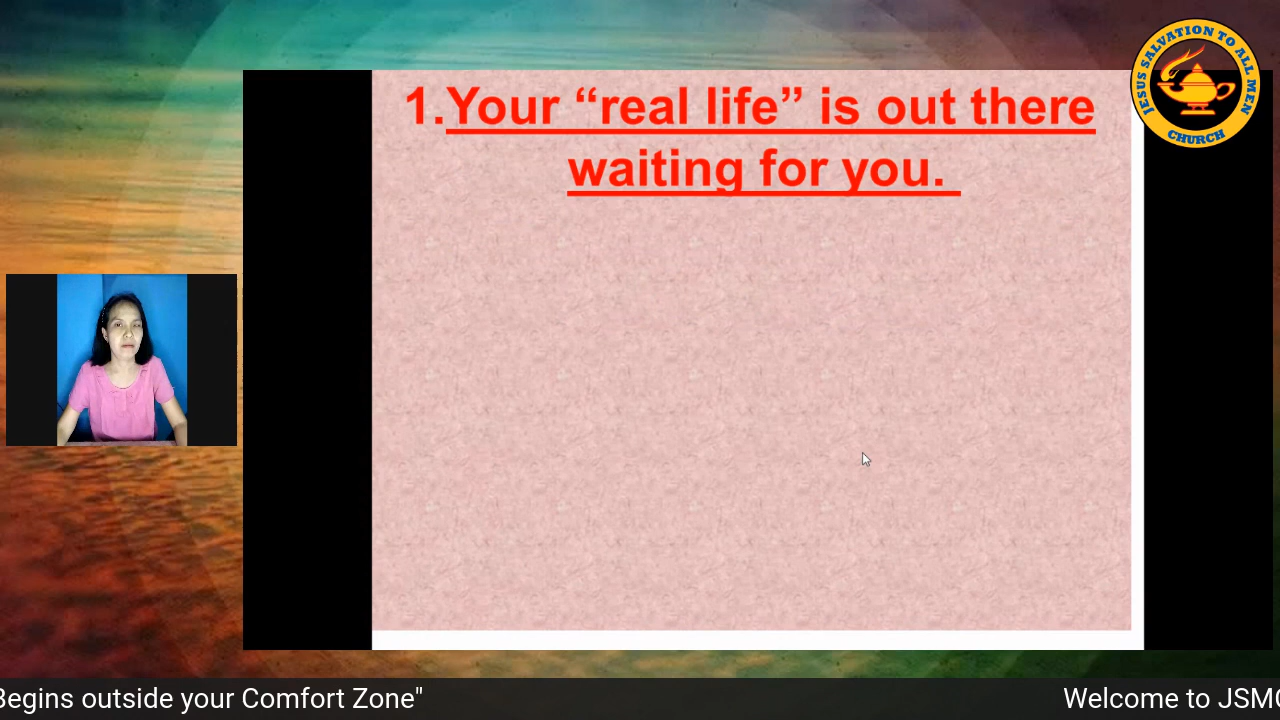 1.Your “real life” is out there
waiting for you.
JESUS SALVATION TO ALL MEN
CHURCH
Begins outside your Comfort Zone"
Welcome to